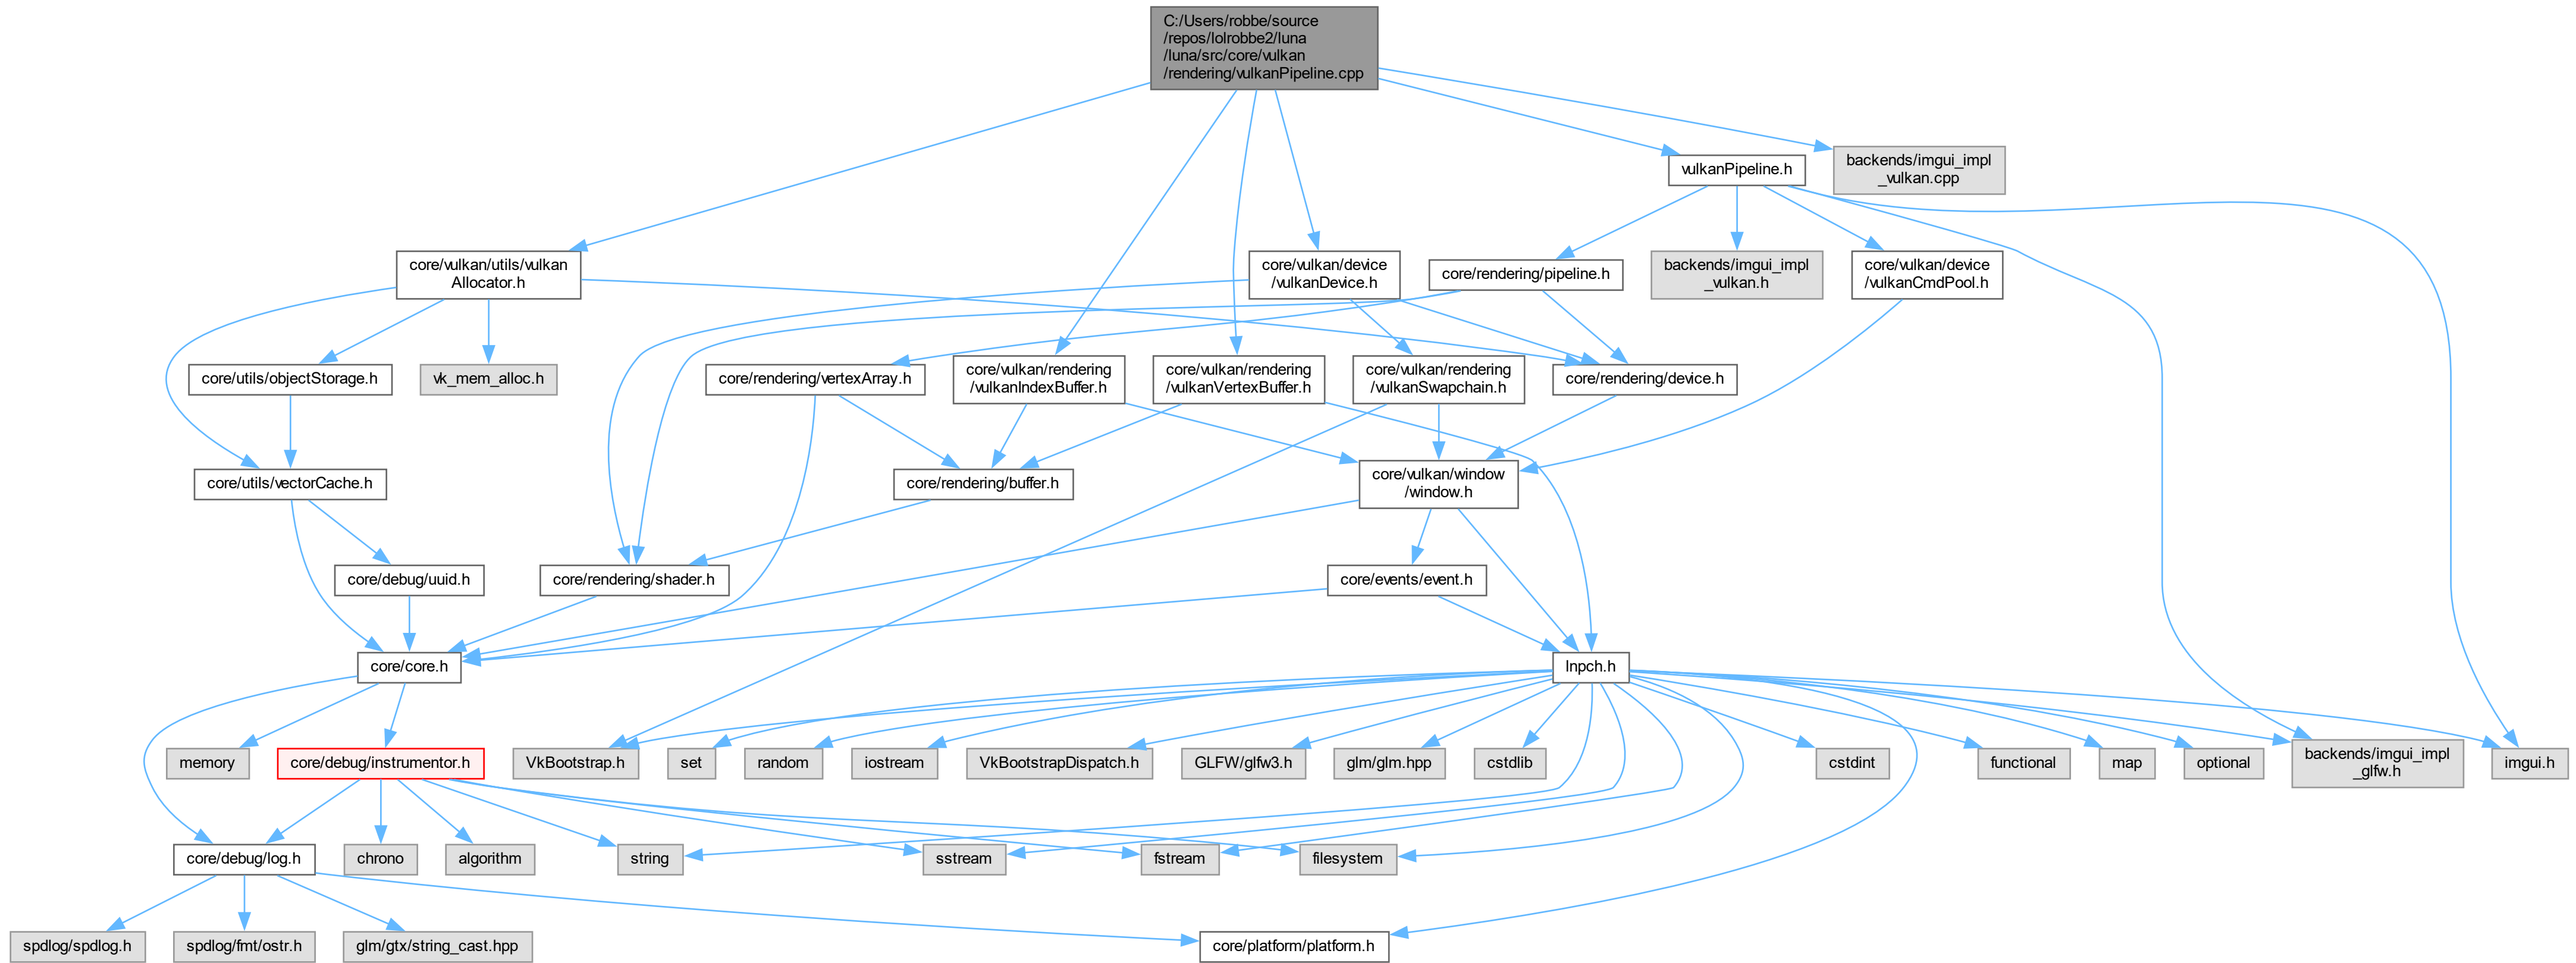 C:/Users/robbe/source
/repos/lolrobbe2/luna
/luna/src/core/vulkan
/rendering/vulkanPipeline.cpp
vulkanPipeline.h
backends/imgui_impl
_vulkan.cpp
core/vulkan/utils/vulkan
Allocator.h
core/vulkan/device
/vulkanDevice.h
core/rendering/pipeline.h
backends/imgui_impl
_vulkan.h
core/vulkan/device
/vulkanCmdPool.h
core/utils/objectStorage.h
vk_mem_alloc.h
core/rendering/vertexArray.h
core/vulkan/rendering
/vulkanIndexBuffer.h
core/vulkan/rendering
/vulkanVertexBuffer.h
core/vulkan/rendering
/vulkanSwapchain.h
core/rendering/device.h
core/utils/vectorCache.h
core/rendering/buffer.h
core/vulkan/window
/window.h
core/debug/uuid.h
core/rendering/shader.h
core/events/event.h
core/core.h
lnpch.h
memory
core/debug/instrumentor.h
VkBootstrap.h
set
random
iostream
VkBootstrapDispatch.h
GLFW/glfw3.h
glm/glm.hpp
cstdlib
cstdint
functional
map
optional
backends/imgui_impl
_glfw.h
imgui.h
core/debug/log.h
chrono
algorithm
string
sstream
fstream
filesystem
spdlog/spdlog.h
spdlog/fmt/ostr.h
glm/gtx/string_cast.hpp
core/platform/platform.h